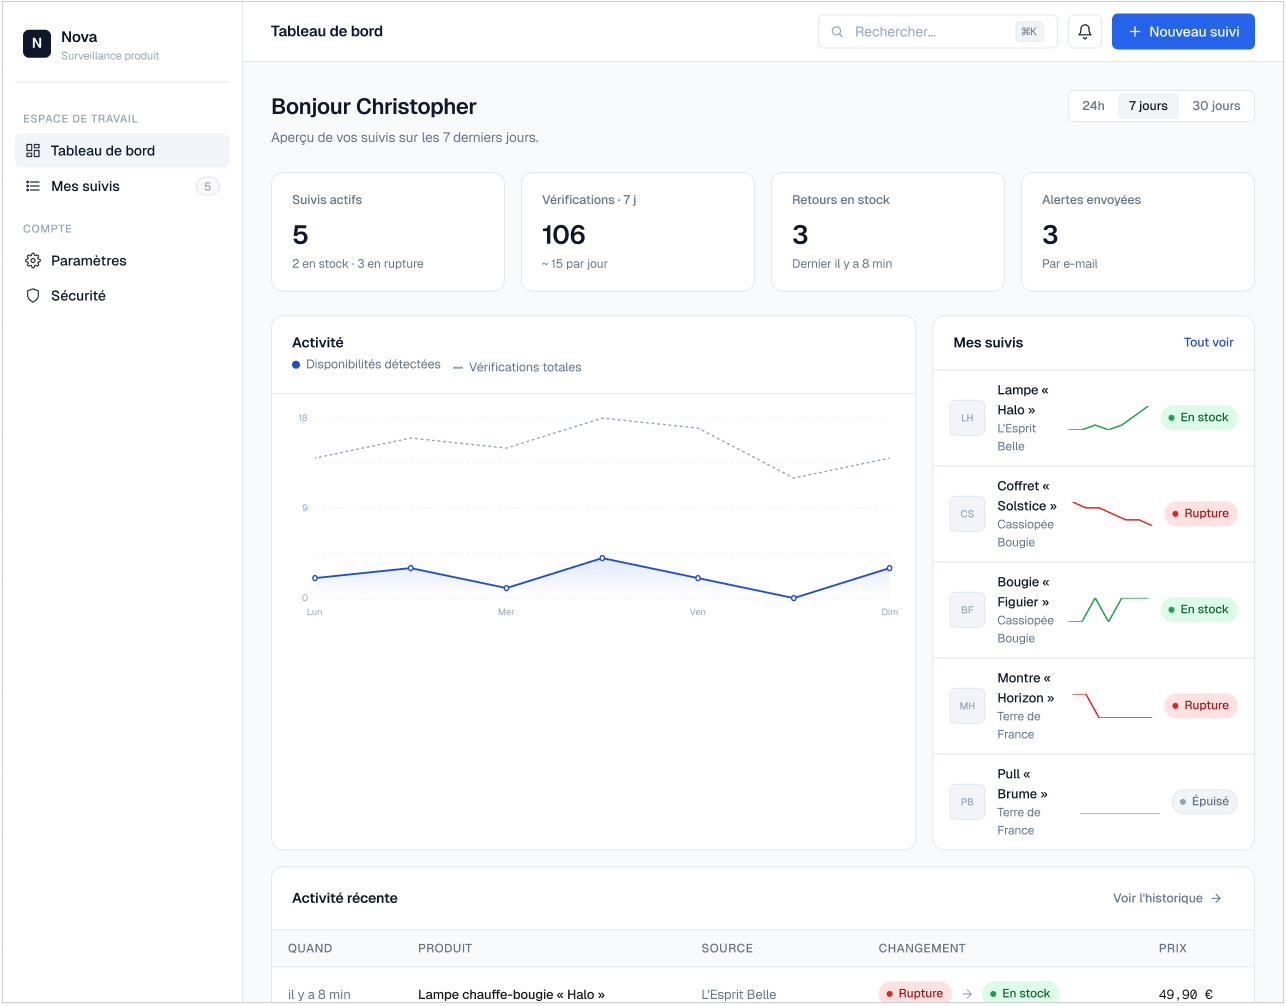 N
Nova
Surveillance produit
ESPACE DE TRAVAIL
Tableau de bord
Mes suivis 5
COMPTE
Paramètres
Sécurité
Tableau de bord
Rechercher... ⌘K
Nouveau suivi
Bonjour Christopher
Aperçu de vos suivis sur les 7 derniers jours.
24h 7 jours 30 jours
Suivis actifs
5
2 en stock · 3 en rupture
Vérifications · 7 j
106
~ 15 par jour
Retours en stock
3
Dernier il y a 8 min
Alertes envoyées
3
Par e-mail
Activité
Disponibilités détectées Vérifications totales
18
9
0
Lun Mer Ven Dim
Mes suivis Tout voir
LH
Lampe «
Halo »
L'Esprit
Belle
En stock
CS
Coffret «
Solstice »
Cassiopée
Bougie
Rupture
BF
Bougie «
Figuier »
Cassiopée
Bougie
En stock
MH
Montre «
Horizon »
Terre de
France
Rupture
PB
Pull «
Brume »
Terre de
France
Épuisé
Activité récente Voir l'historique →
QUAND PRODUIT SOURCE CHANGEMENT PRIX
il y a 8 min Lampe chauffe-bougie « Halo » L'Esprit Belle Rupture → En stock 49,90 €